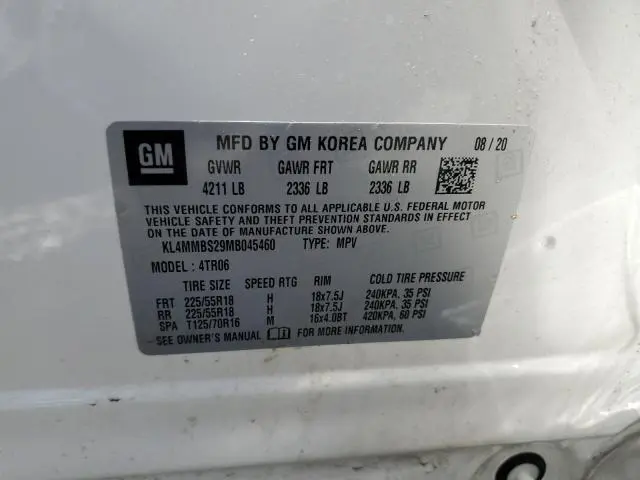 GM
MFD BY GM KOREA COMPANY 08 / 20
GVWR GAWR FRT GAWR RR
4211 LB 2336 LB 2336 LB
THIS VEHICLE CONFORMS TO ALL APPLICABLE U.S. FEDERAL MOTOR
VEHICLE SAFETY AND THEFT PREVENTION STANDARDS IN EFFECT ON
THE DATE OF MANUFACTURE SHOWN ABOVE.
KL4MMBS29MB045460 TYPE: MPV
MODEL : 4TR06
TIRE SIZE SPEED RTG RIM COLD TIRE PRESSURE
FRT 225/55R18 H 18x7.5J 240KPA, 35 PSI
RR 225/55R18 H 18x7.5J 240KPA, 35 PSI
SPA T125/70R16 M 16x4.0BT 420KPA, 60 PSI
SEE OWNER'S MANUAL FOR MORE INFORMATION.